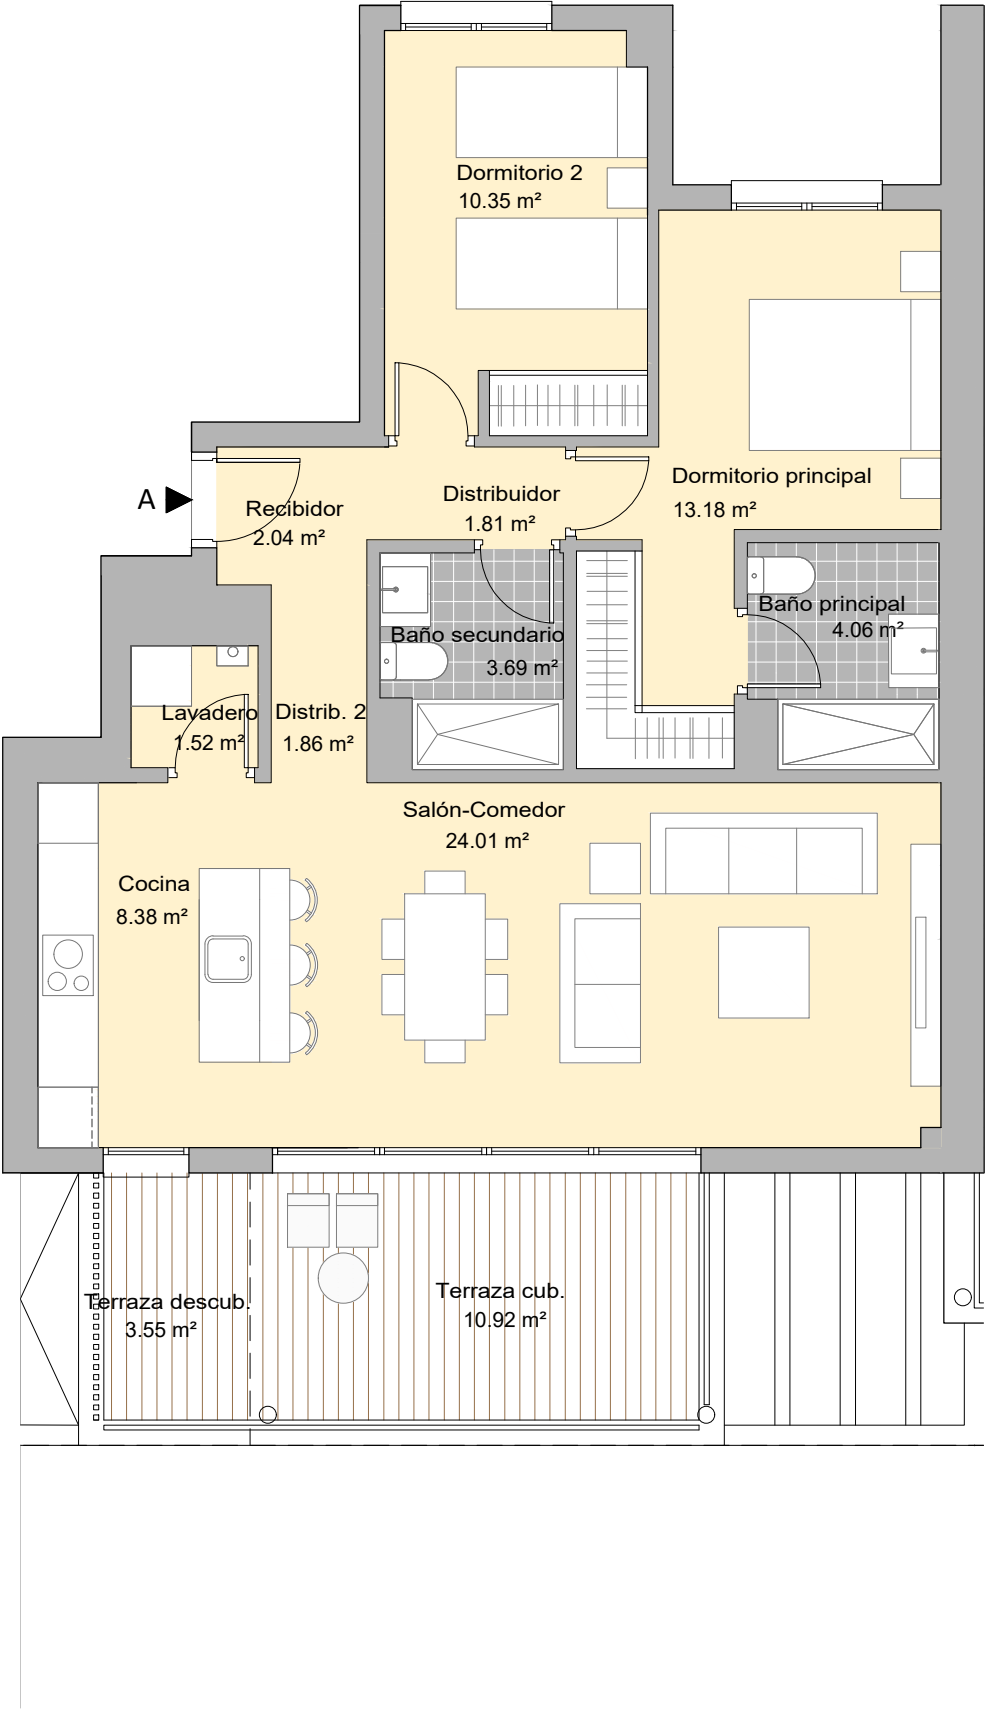 Dormitorio 2
10.35 m²
Dormitorio principal
13.18 m²
A
Recibidor
2.04 m²
Distribuidor
1.81 m²
Baño principal
4.06 m²
Baño secundario
3.69 m²
Lavadero
1.52 m²
Distrib. 2
1.86 m²
Salón-Comedor
24.01 m²
Cocina
8.38 m²
Terraza descub.
3.55 m²
Terraza cub.
10.92 m²